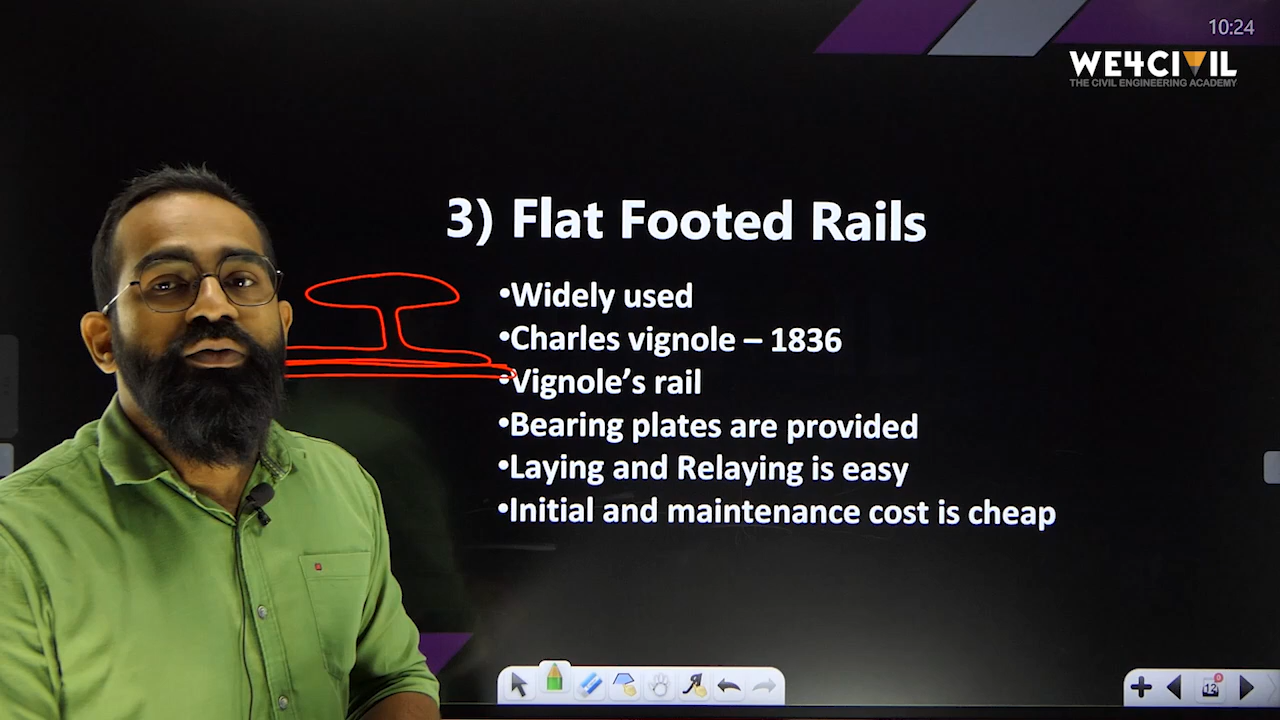 10:24
WE4CIVIL
THE CIVIL ENGINEERING ACADEMY
3) Flat Footed Rails
•Widely used
•Charles vignole – 1836
•Vignole’s rail
•Bearing plates are provided
•Laying and Relaying is easy
•Initial and maintenance cost is cheap
12